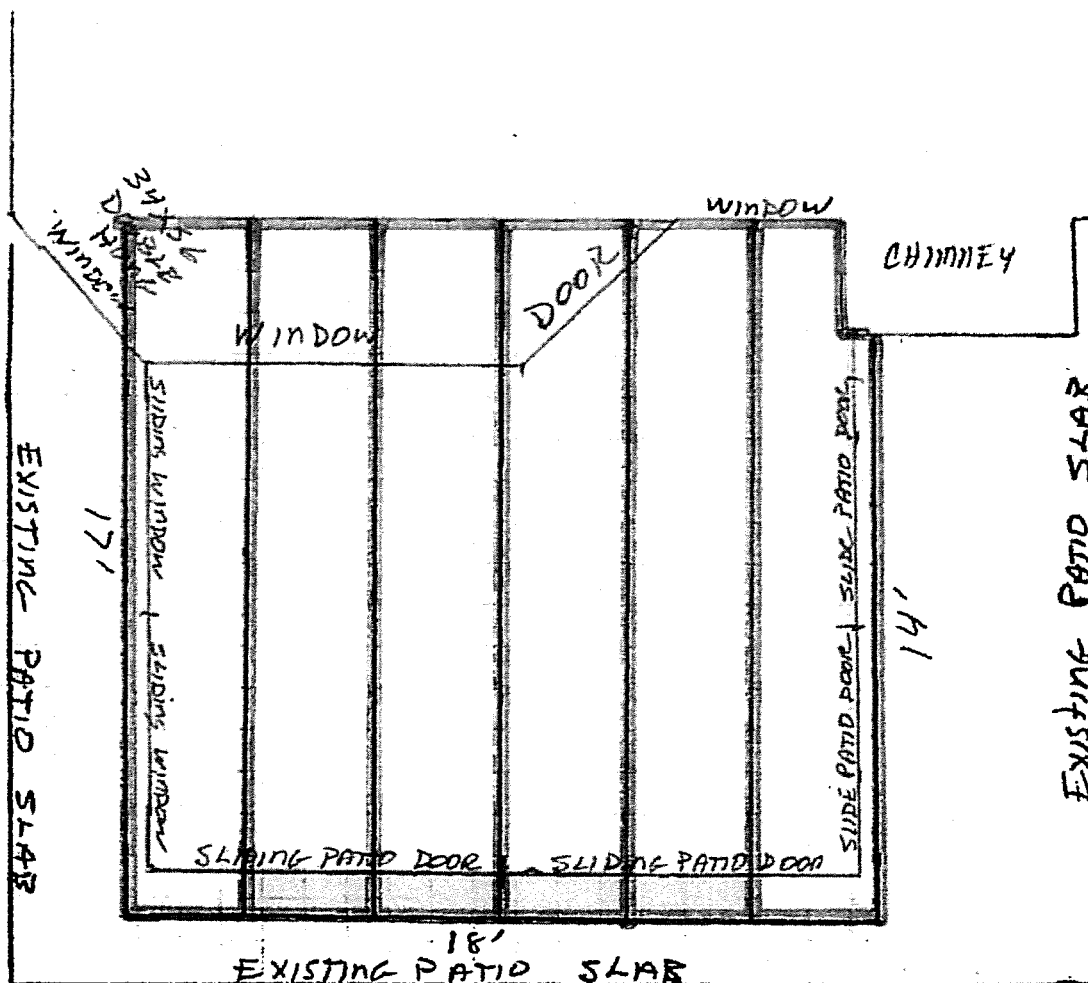 WINDOW
CHIMNEY
WINDOW
DOOR
WINDOW
SLIDING WINDOW | SLIDING WINDOW
17'
EXISTING PATIO SLAB
SLIDE PATIO DOOR | SLIDE PATIO DOOR
14'
EXISTING PATIO SLAB
SLIDING PATIO DOOR | SLIDING PATIO DOOR
18'
EXISTING PATIO SLAB